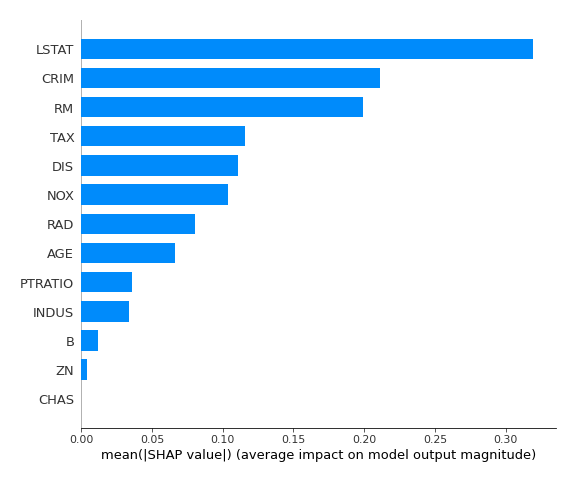 LSTAT
CRIM
RM
TAX
DIS
NOX
RAD
AGE
PTRATIO
INDUS
B
ZN
CHAS
0.00 0.05 0.10 0.15 0.20 0.25 0.30
mean(|SHAP value|) (average impact on model output magnitude)